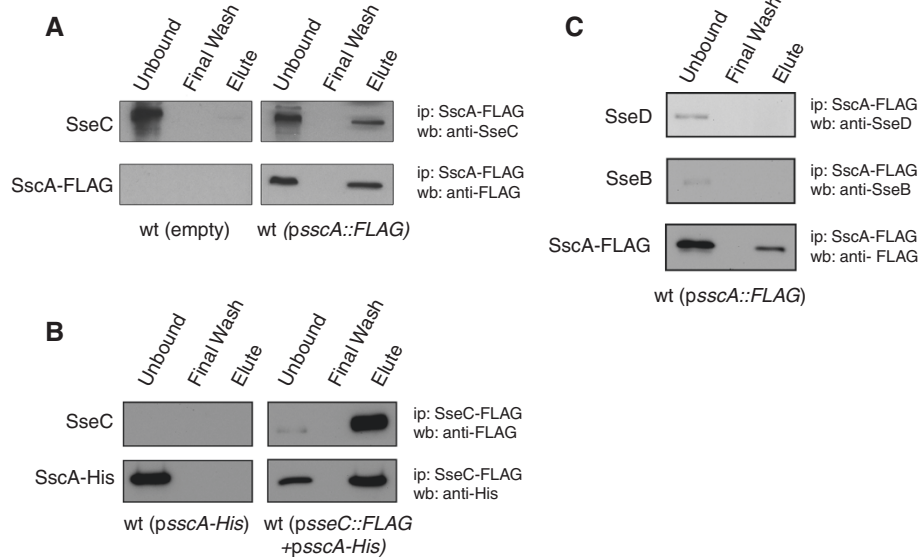 A
Unbound
Final Wash
Elute
Unbound
Final Wash
Elute
SseC
ip: SscA-FLAG
wb: anti-SseC
SscA-FLAG
ip: SscA-FLAG
wb: anti-FLAG
wt (empty)
wt (psscA::FLAG)
B
Unbound
Final Wash
Elute
Unbound
Final Wash
Elute
SseC
ip: SseC-FLAG
wb: anti-FLAG
SscA-His
ip: SseC-FLAG
wb: anti-His
wt (psscA-His)
wt (psseC::FLAG
+psscA-His)
C
Unbound
Final Wash
Elute
SseD
ip: SscA-FLAG
wb: anti-SseD
SseB
ip: SscA-FLAG
wb: anti-SseB
SscA-FLAG
ip: SscA-FLAG
wb: anti- FLAG
wt (psscA::FLAG)